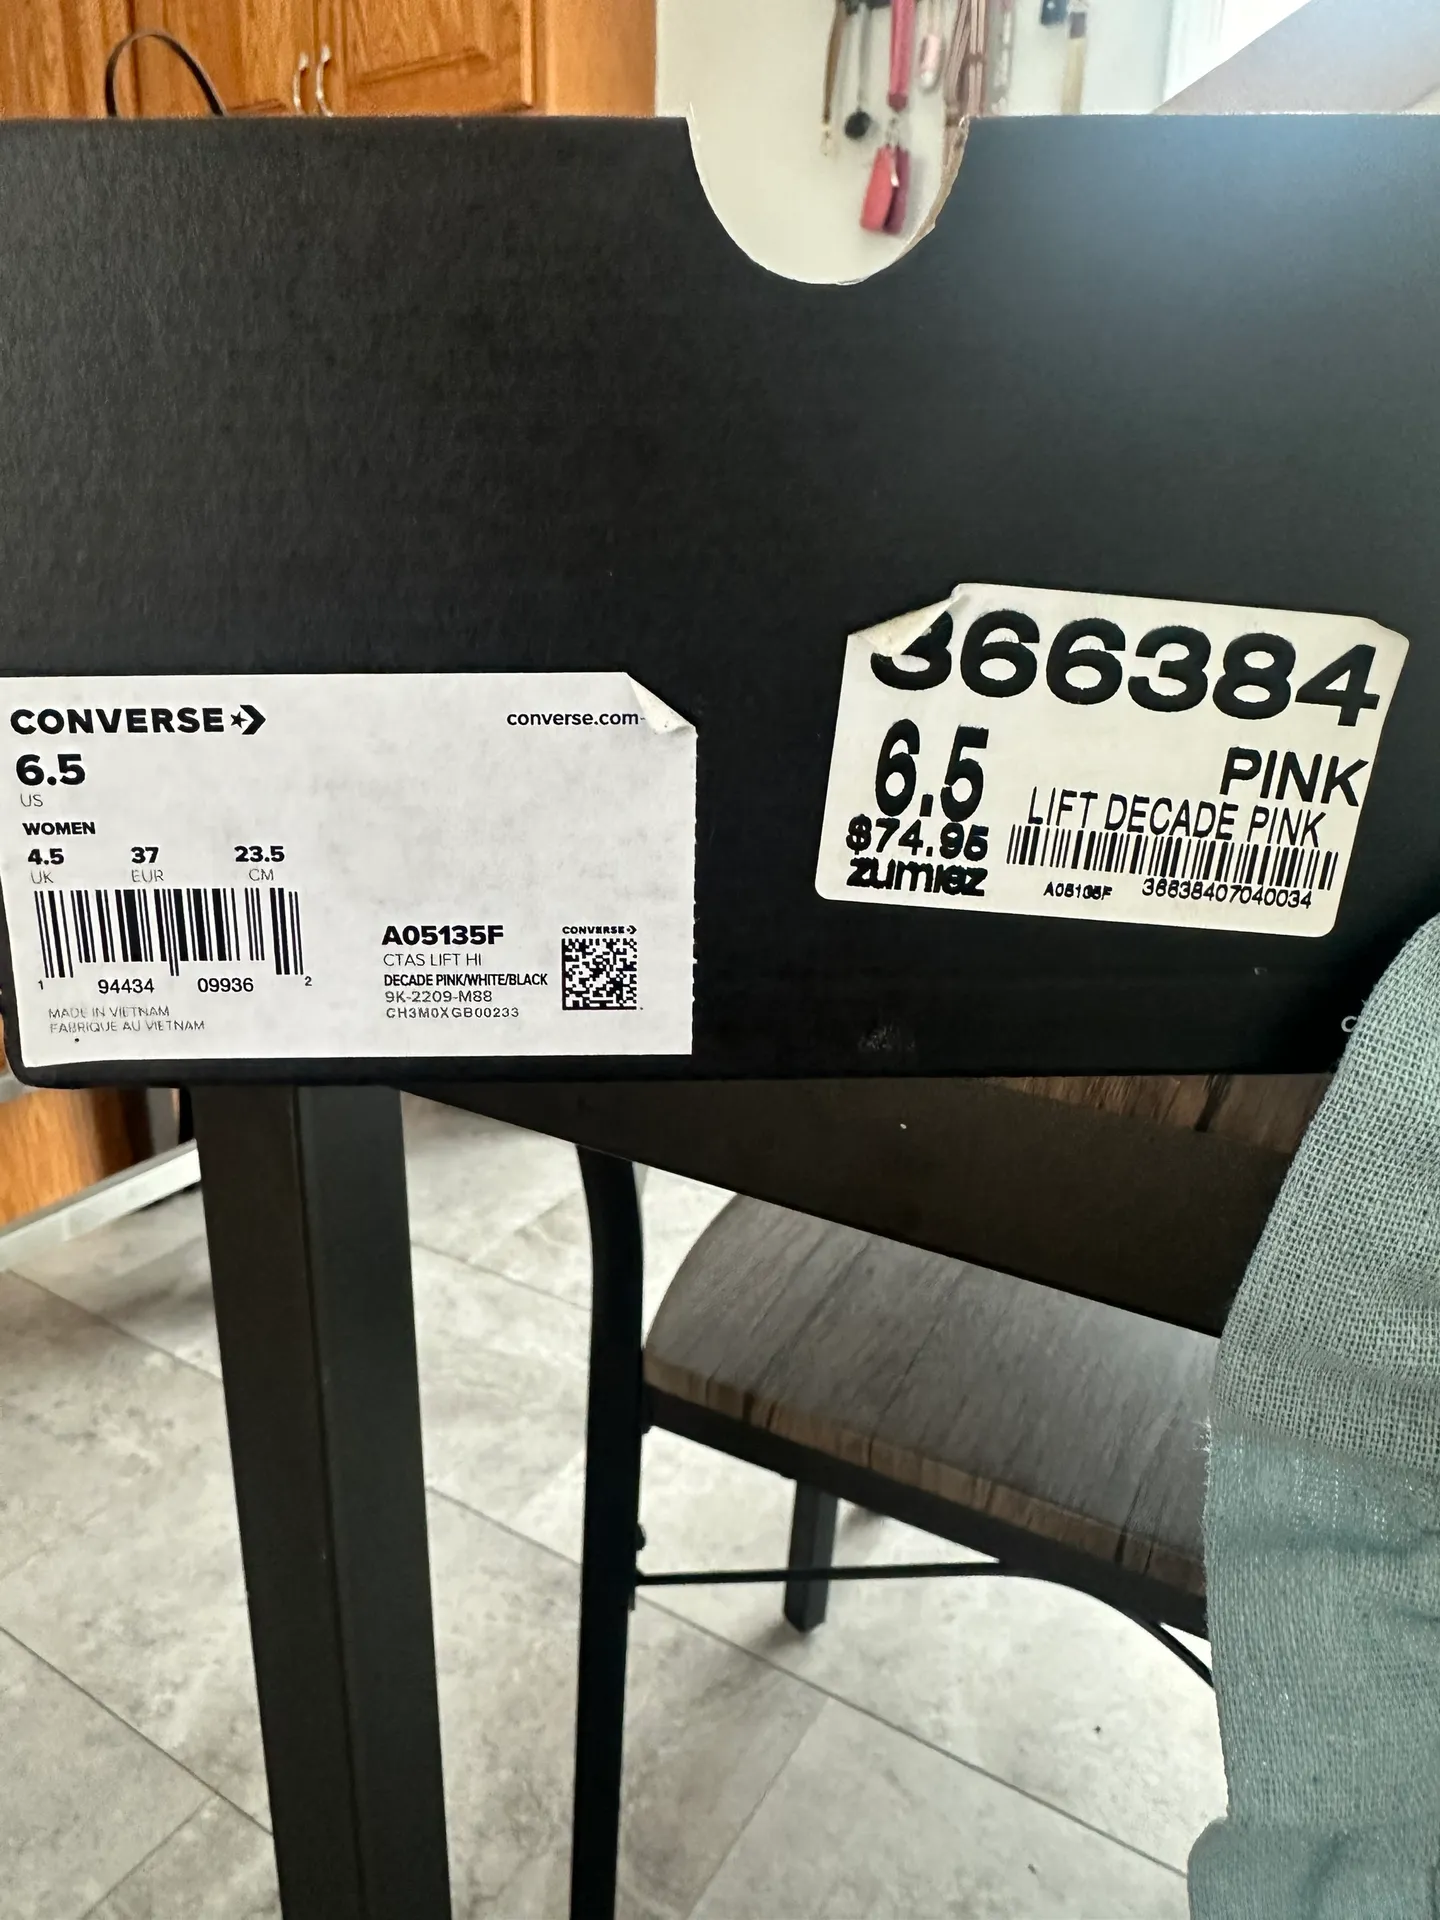 CONVERSE
converse.com
6.5
US
WOMEN
4.5 37 23.5
UK EUR CM
1 94434 09936 2
MADE IN VIETNAM
FABRIQUE AU VIETNAM
A05135F
CTAS LIFT HI
DECADE PINK/WHITE/BLACK
9K-2209-M88
CH3M0XGB00233
CONVERSE
366384
6.5 PINK
LIFT DECADE PINK
$74.95
zumiez
A05135F 36638407040034